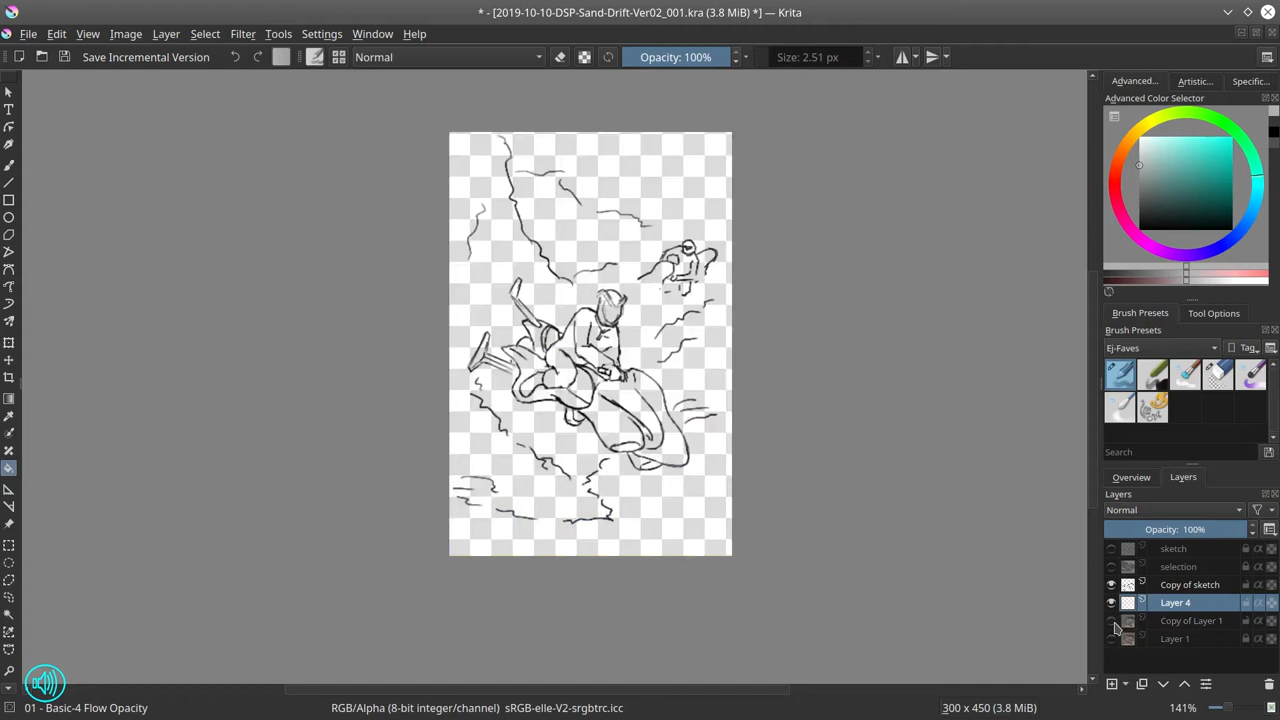 * - [2019-10-10-DSP-Sand-Drift-Ver02_001.kra (3.8 MiB) *] — Krita
File Edit View Image Layer Select Filter Tools Settings Window Help
Save Incremental Version Normal Opacity: 100% Size: 2.51 px
Advanced... Artistic... Specific...
Advanced Color Selector
Brush Presets Tool Options
Brush Presets
Ej-Faves Tag
Search
Overview Layers
Layers
Normal
Opacity: 100%
sketch
selection
Copy of sketch
Layer 4
Copy of Layer 1
Layer 1
01 - Basic-4 Flow Opacity RGB/Alpha (8-bit integer/channel) sRGB-elle-V2-srgbtrc.icc 300 x 450 (3.8 MiB) 141%